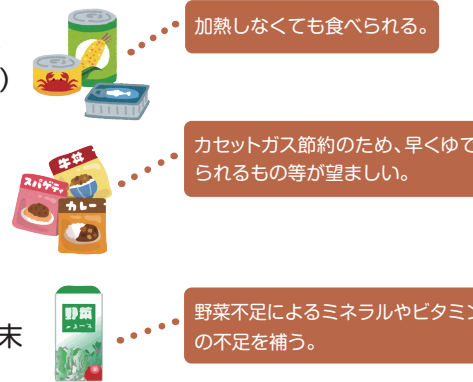 加熱しなくても食べられる。
)
カセットガス節約のため、早くゆで
られるもの等が望ましい。
牛丼
スパゲティ
カレー
野菜不足によるミネラルやビタミン
の不足を補う。
野菜
ジュース
末